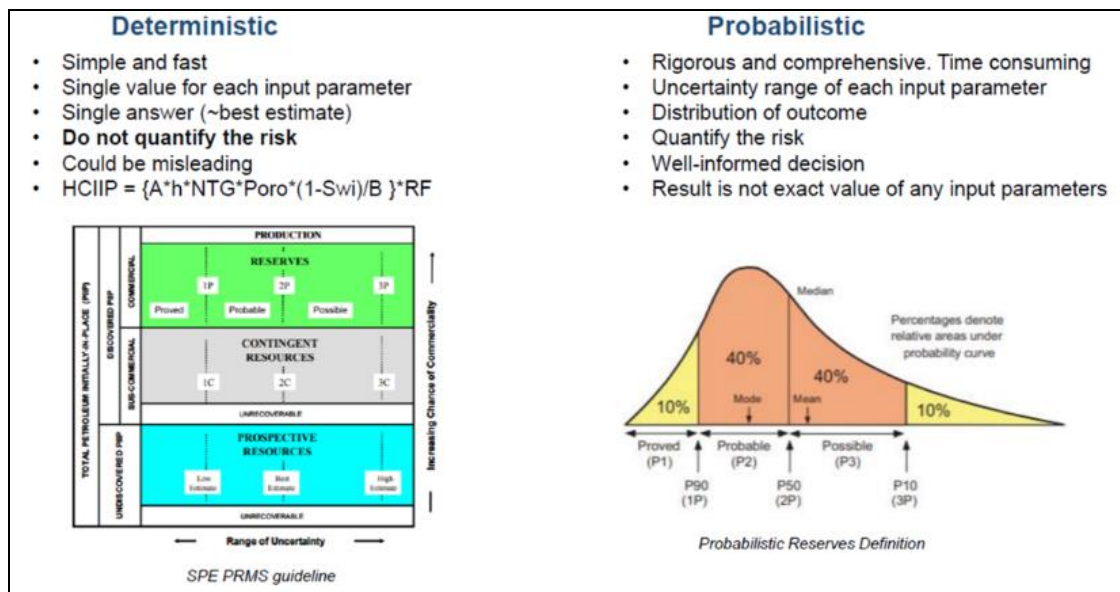 Deterministic
• Simple and fast
• Single value for each input parameter
• Single answer (~best estimate)
• Do not quantify the risk
• Could be misleading
• HCIIP = {A*h*NTG*Poro*(1-Swi)/B }*RF
TOTAL PETROLEUM INITIALLY-IN-PLACE (PIIP)
DISCOVERED PIIP
UNDISCOVERED PIIP
COMMERCIAL
SUB-COMMERCIAL
PRODUCTION
RESERVES
1P 2P 3P
Proved Probable Possible
CONTINGENT
RESOURCES
1C 2C 3C
UNRECOVERABLE
PROSPECTIVE
RESOURCES
Low Best High
Estimate Estimate Estimate
UNRECOVERABLE
Range of Uncertainty
Increasing Chance of Commerciality
SPE PRMS guideline
Probabilistic
• Rigorous and comprehensive. Time consuming
• Uncertainty range of each input parameter
• Distribution of outcome
• Quantify the risk
• Well-informed decision
• Result is not exact value of any input parameters
Median
Percentages denote
relative areas under
probability curve
40%
40%
Mode Mean
10%
10%
Proved Probable Possible
(P1) (P2) (P3)
P90 P50 P10
(1P) (2P) (3P)
Probabilistic Reserves Definition